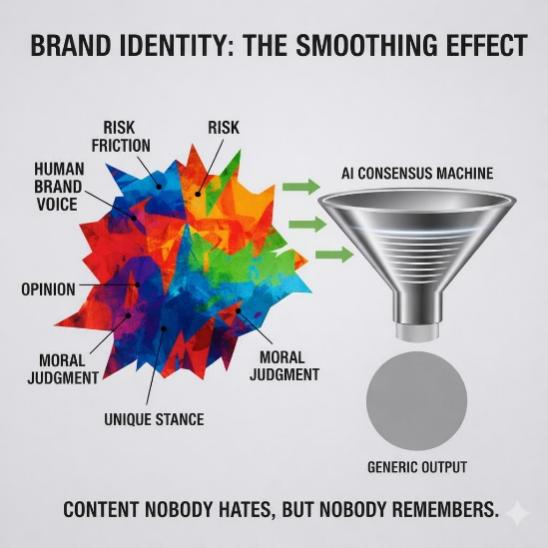 BRAND IDENTITY: THE SMOOTHING EFFECT
RISK
FRICTION
RISK
HUMAN
BRAND
VOICE
AI CONSENSUS MACHINE
OPINION
MORAL
JUDGMENT
MORAL
JUDGMENT
UNIQUE STANCE
GENERIC OUTPUT
CONTENT NOBODY HATES, BUT NOBODY REMEMBERS.